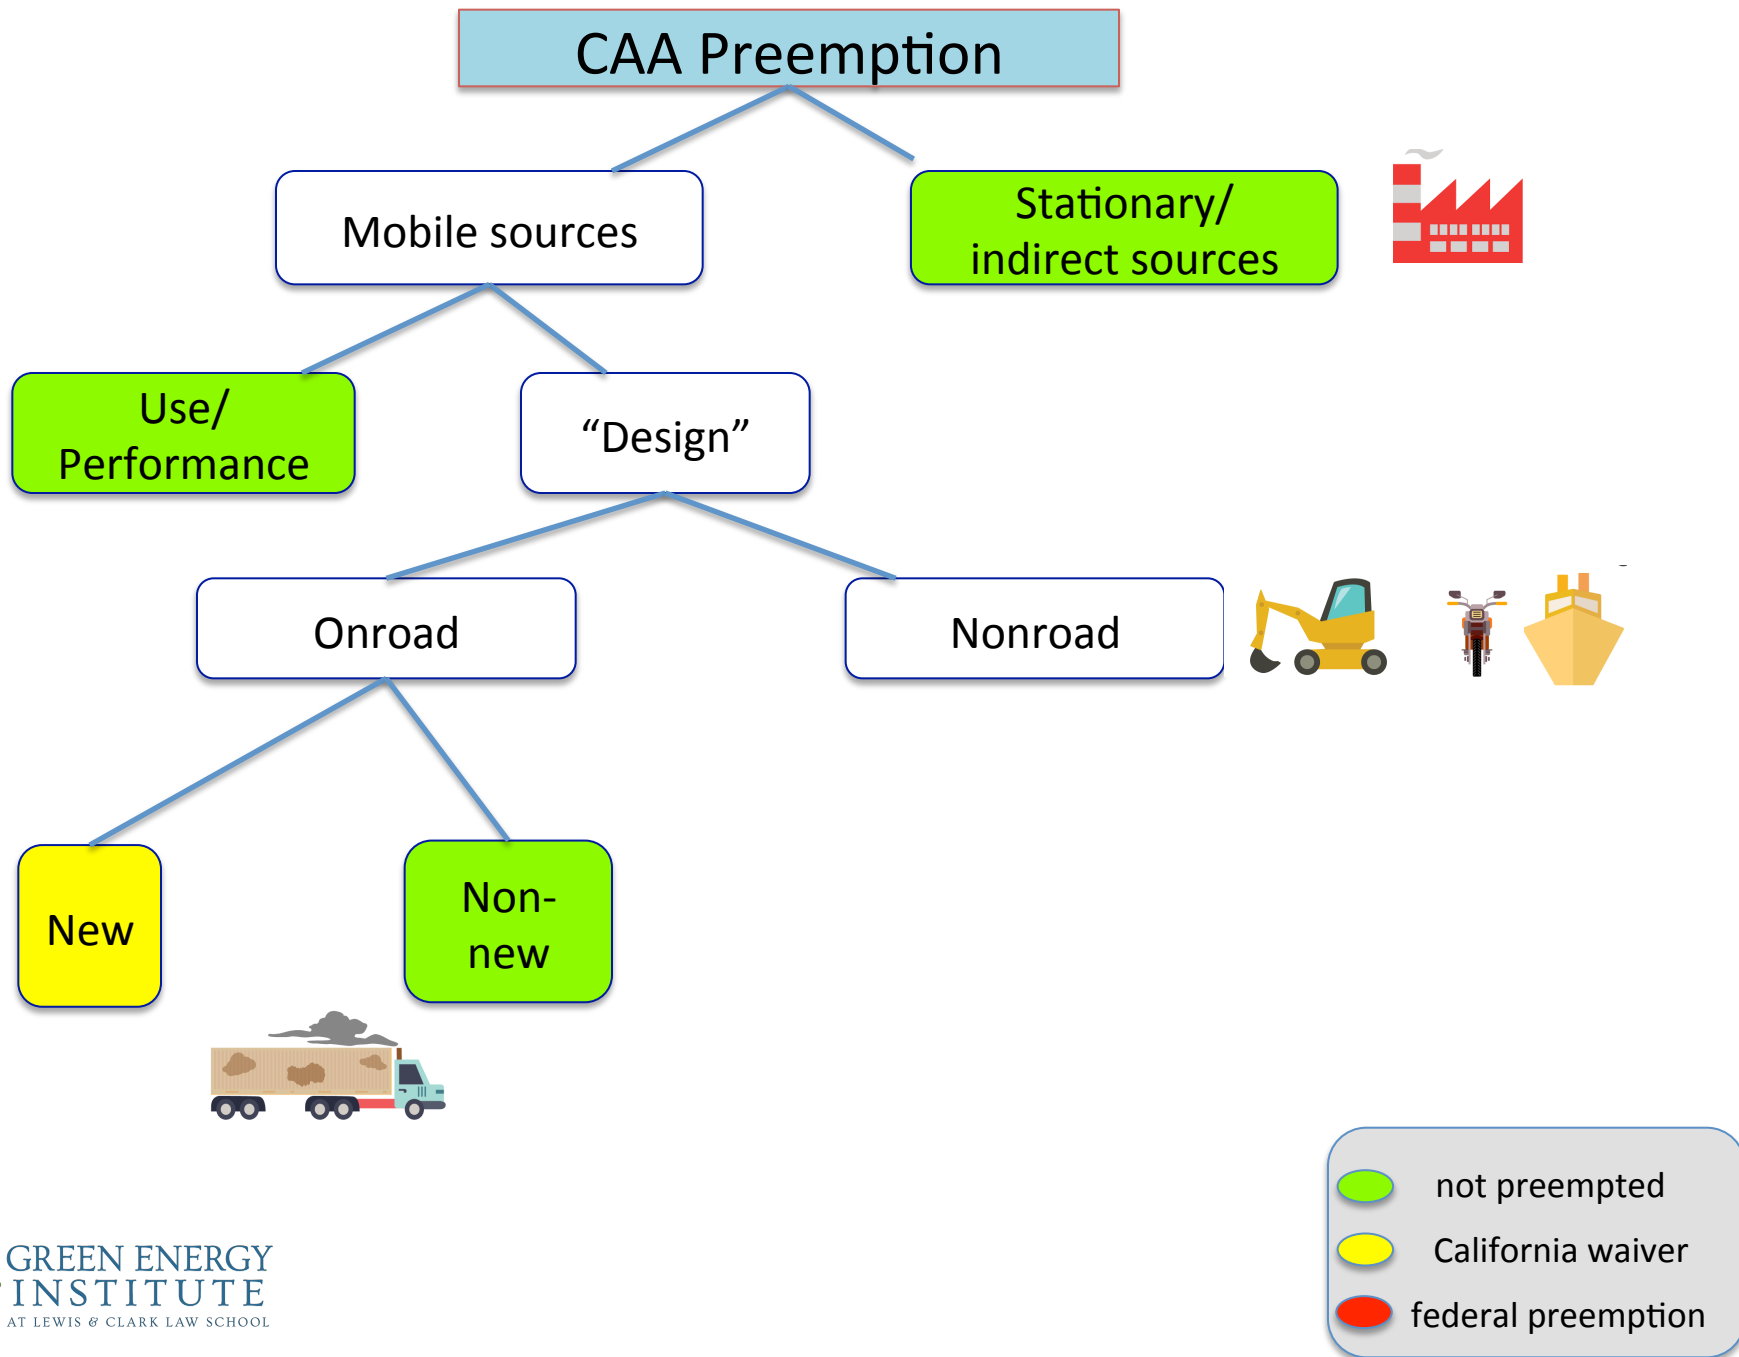 CAA Preemption
Mobile sources
Stationary/
indirect sources
Use/
Performance
“Design”
Onroad
Nonroad
New
Non-
new
not preempted
California waiver
federal preemption
GREEN ENERGY
INSTITUTE
AT LEWIS & CLARK LAW SCHOOL